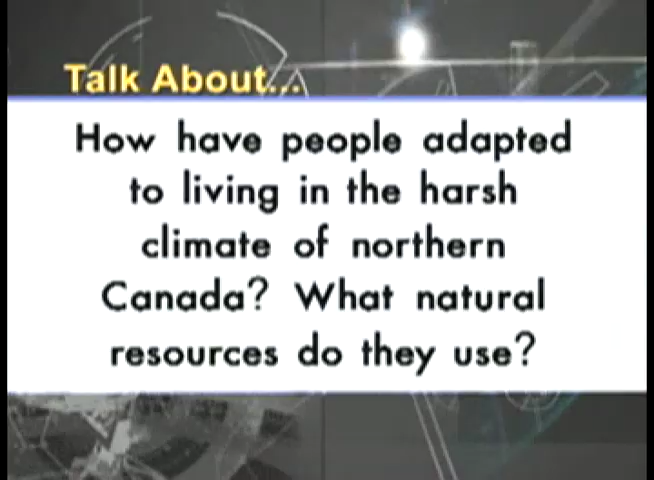 Talk About...
How have people adapted
to living in the harsh
climate of northern
Canada? What natural
resources do they use?